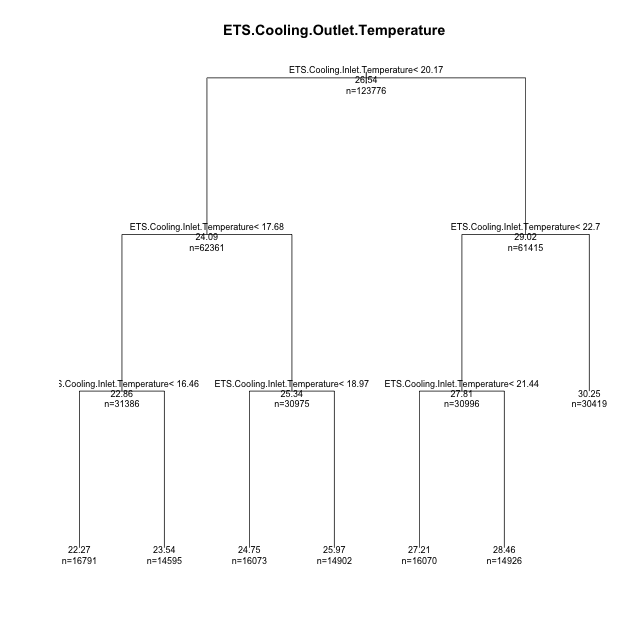 ETS.Cooling.Outlet.Temperature
ETS.Cooling.Inlet.Temperature< 20.17
26.54
n=123776
ETS.Cooling.Inlet.Temperature< 17.68
24.09
n=62361
ETS.Cooling.Inlet.Temperature< 22.7
29.02
n=61415
S.Cooling.Inlet.Temperature< 16.46
22.86
n=31386
ETS.Cooling.Inlet.Temperature< 18.97
25.34
n=30975
ETS.Cooling.Inlet.Temperature< 21.44
27.81
n=30996
30.25
n=30419
22.27
n=16791
23.54
n=14595
24.75
n=16073
25.97
n=14902
27.21
n=16070
28.46
n=14926